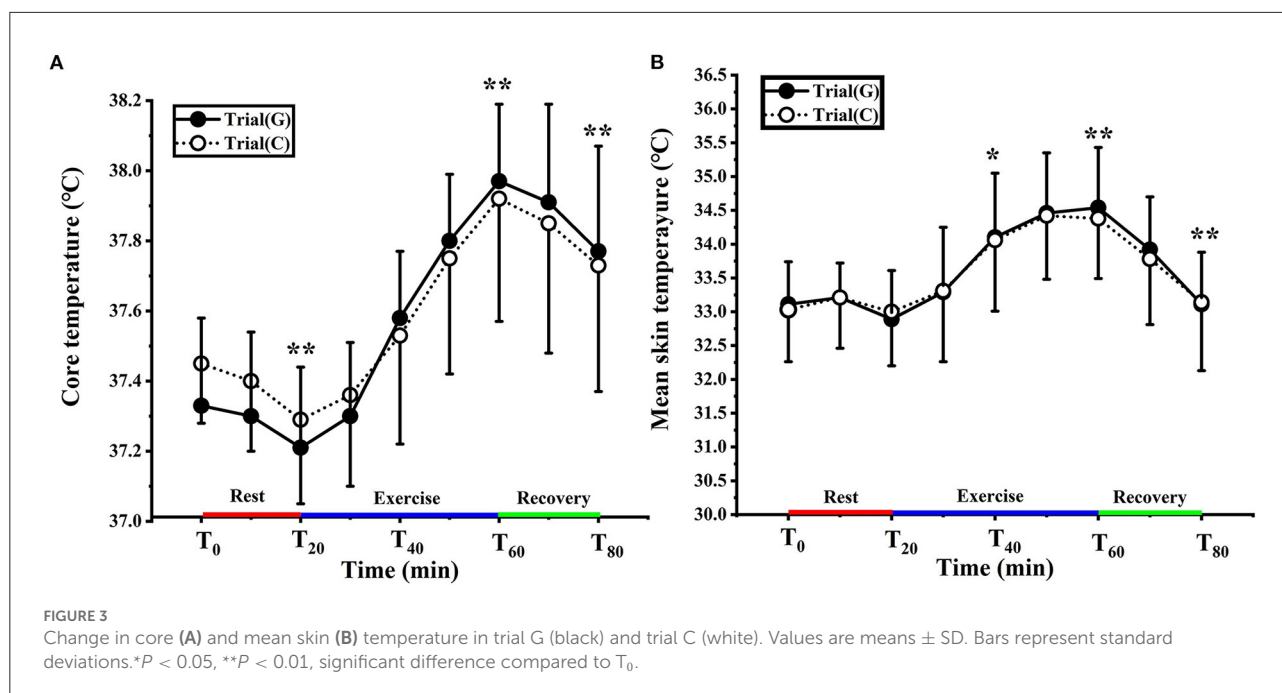 A
**
**
**
38.2
38.0
37.8
37.6
37.4
37.2
37.0
Core temperature (°C)
Trial(G)
Trial(C)
Rest
Exercise
Recovery
T0
T20
T40
T60
T80
Time (min)
B
*
**
**
36.5
36.0
35.5
35.0
34.5
34.0
33.5
33.0
32.5
32.0
31.5
31.0
30.5
30.0
Mean skin temperayure (°C)
Trial(G)
Trial(C)
Rest
Exercise
Recovery
T0
T20
T40
T60
T80
Time (min)
FIGURE 3
Change in core (A) and mean skin (B) temperature in trial G (black) and trial C (white). Values are means ± SD. Bars represent standard
deviations.*P < 0.05, **P < 0.01, significant difference compared to T0.